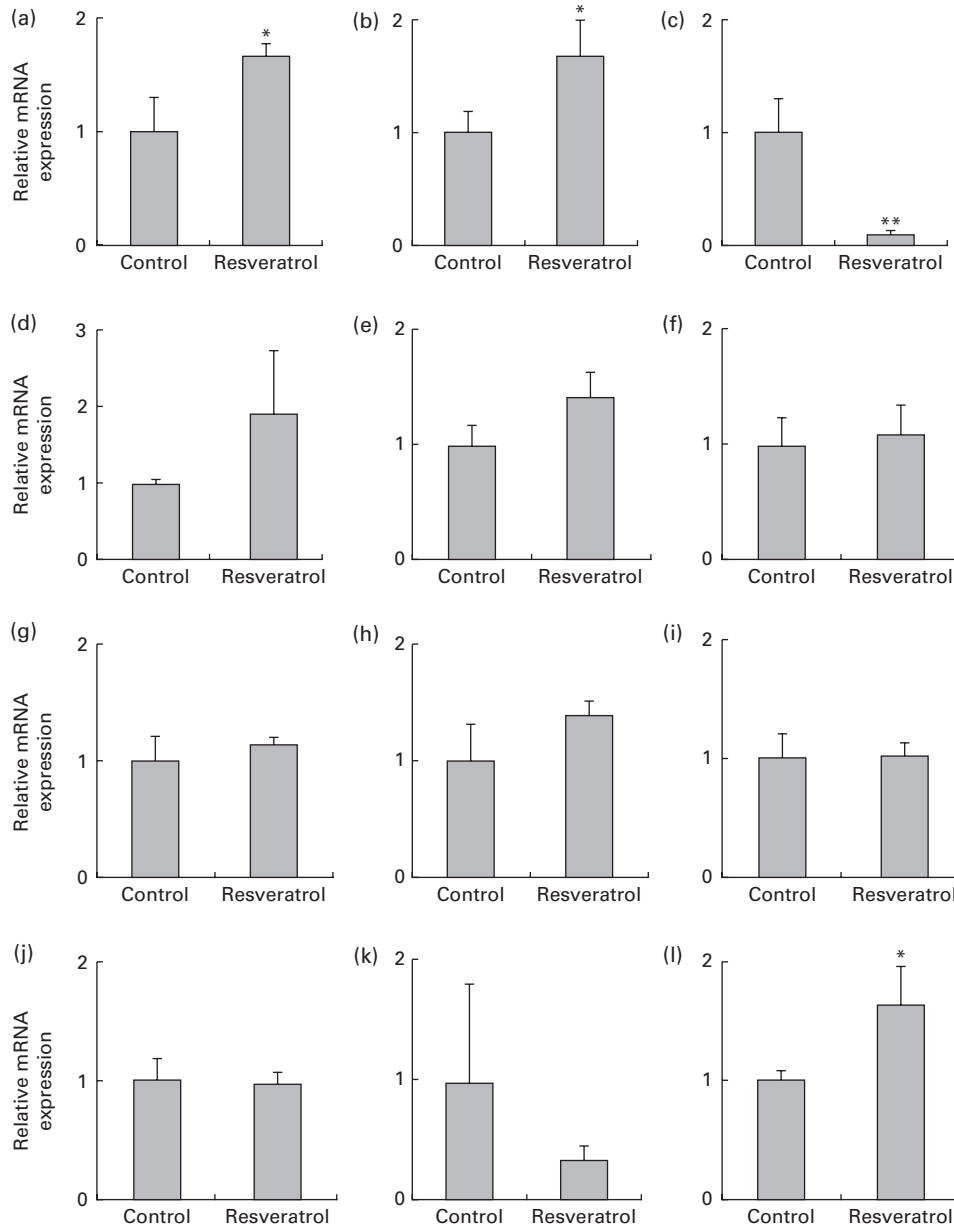 (a)
Relative mRNA
expression
2
1
0
*
Control Resveratrol
(b)
2
1
0
*
Control Resveratrol
(c)
2
1
0
**
Control Resveratrol
(d)
Relative mRNA
expression
3
2
1
0
Control Resveratrol
(e)
2
1
0
Control Resveratrol
(f)
2
1
0
Control Resveratrol
(g)
Relative mRNA
expression
2
1
0
Control Resveratrol
(h)
2
1
0
Control Resveratrol
(i)
2
1
0
Control Resveratrol
(j)
Relative mRNA
expression
2
1
0
Control Resveratrol
(k)
2
1
0
Control Resveratrol
(l)
2
1
0
*
Control Resveratrol